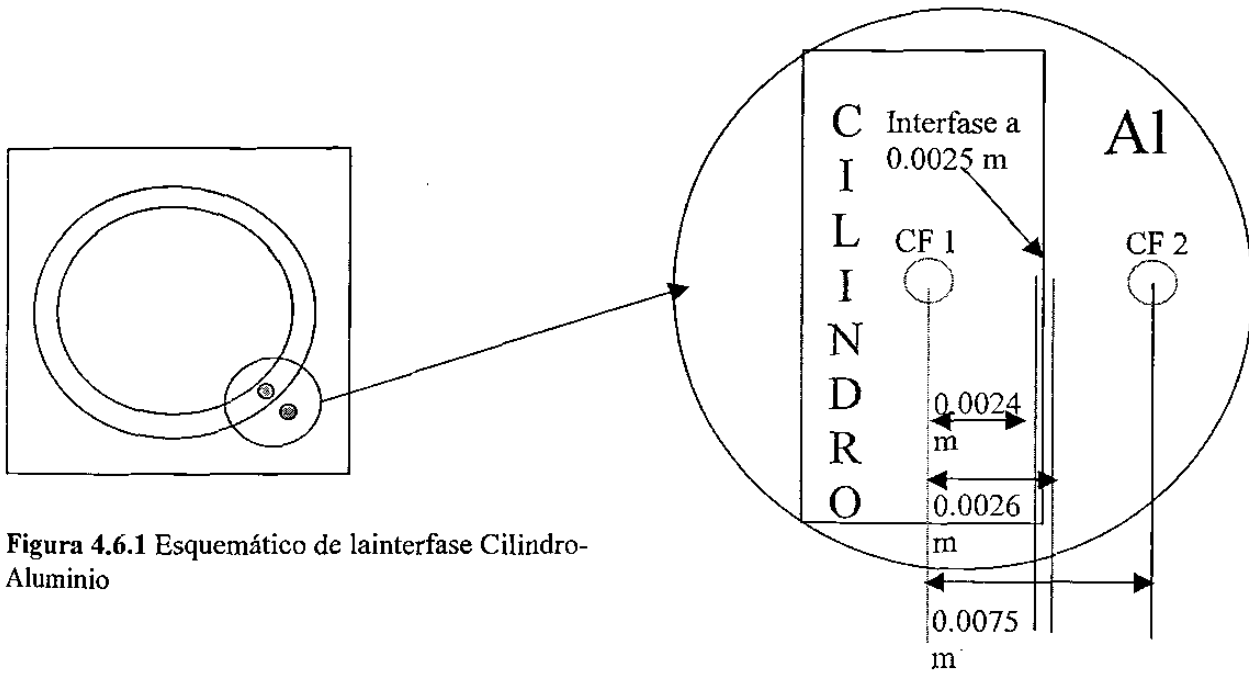 C
I
L
I
N
D
R
O
Interfase a
0.0025 m
Al
CF 1
CF 2
0.0024
m
0.0026
m
0.0075
m
Figura 4.6.1 Esquemático de lainterfase Cilindro-
Aluminio